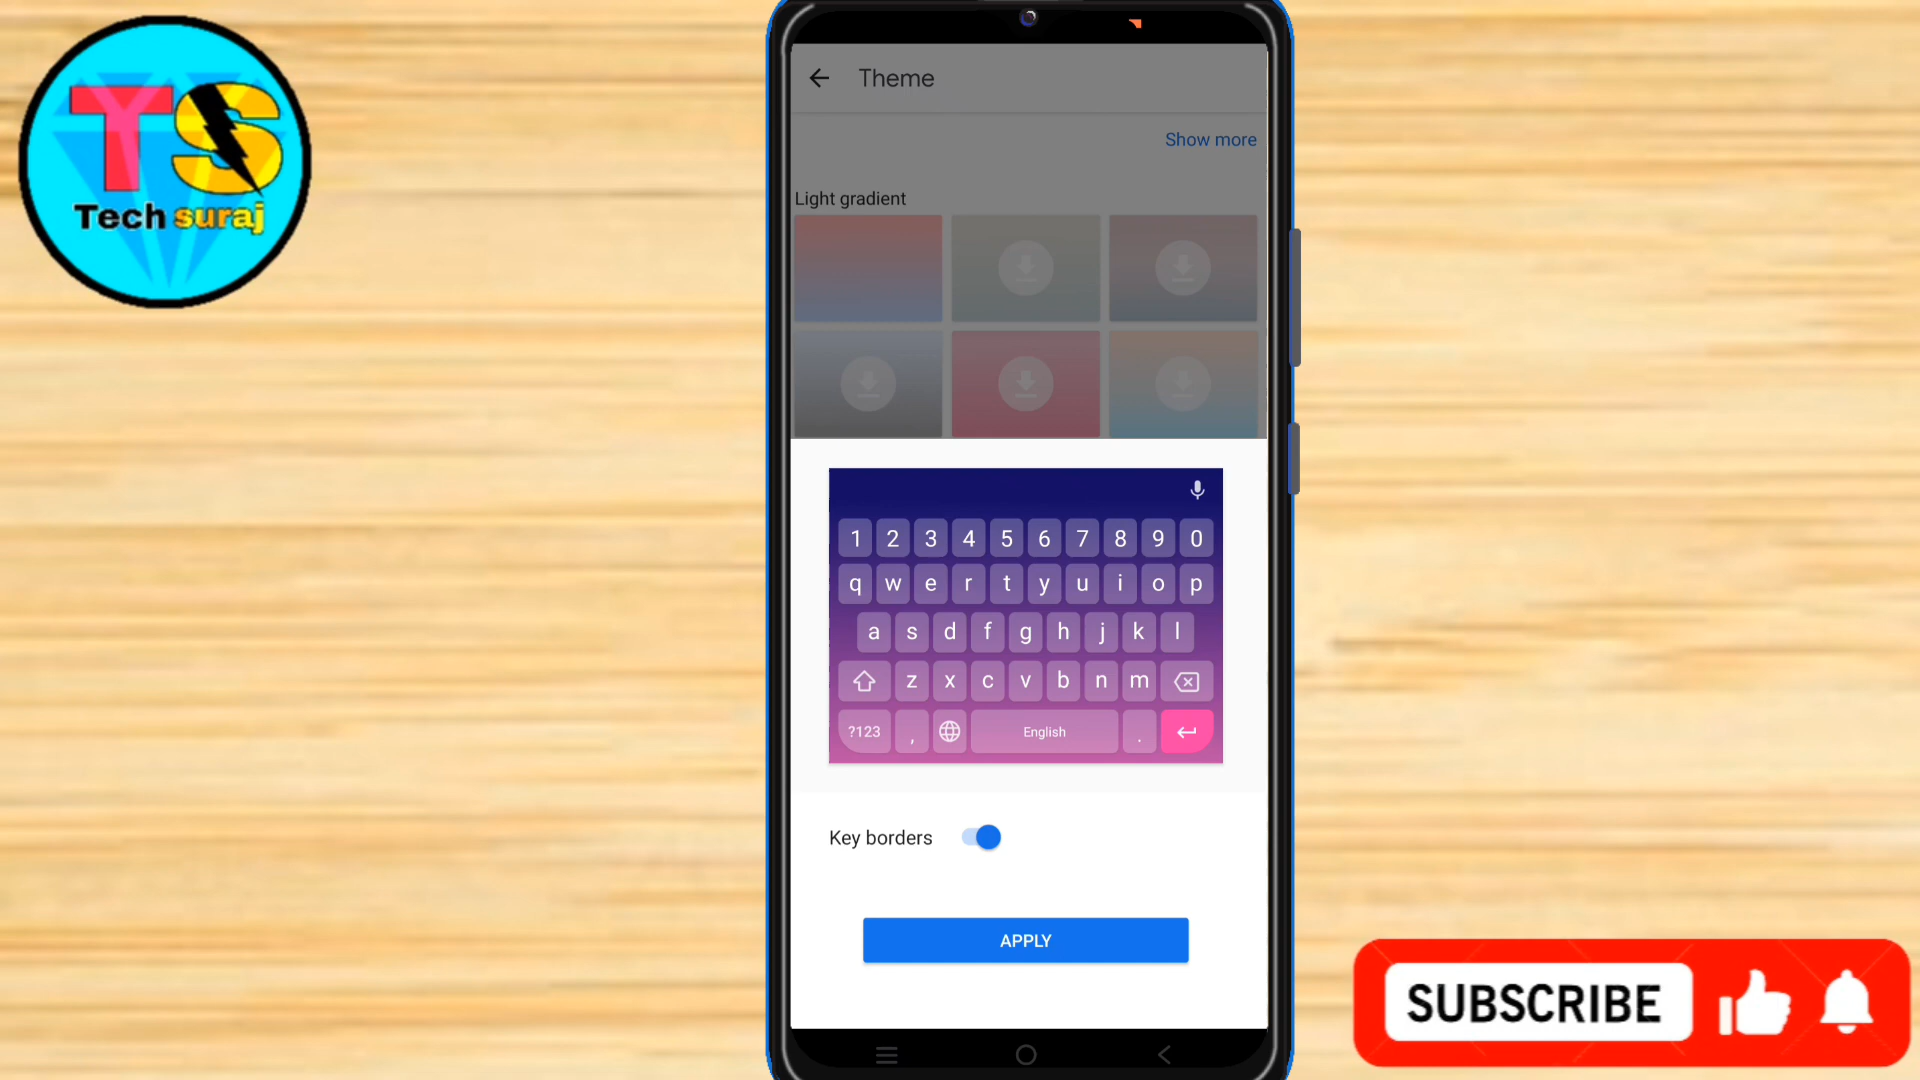 TS
Tech suraj
Theme
Show more
Light gradient
1 2 3 4 5 6 7 8 9 0
q w e r t y u i o p
a s d f g h j k l
z x c v b n m
?123 , English .
Key borders
APPLY
SUBSCRIBE